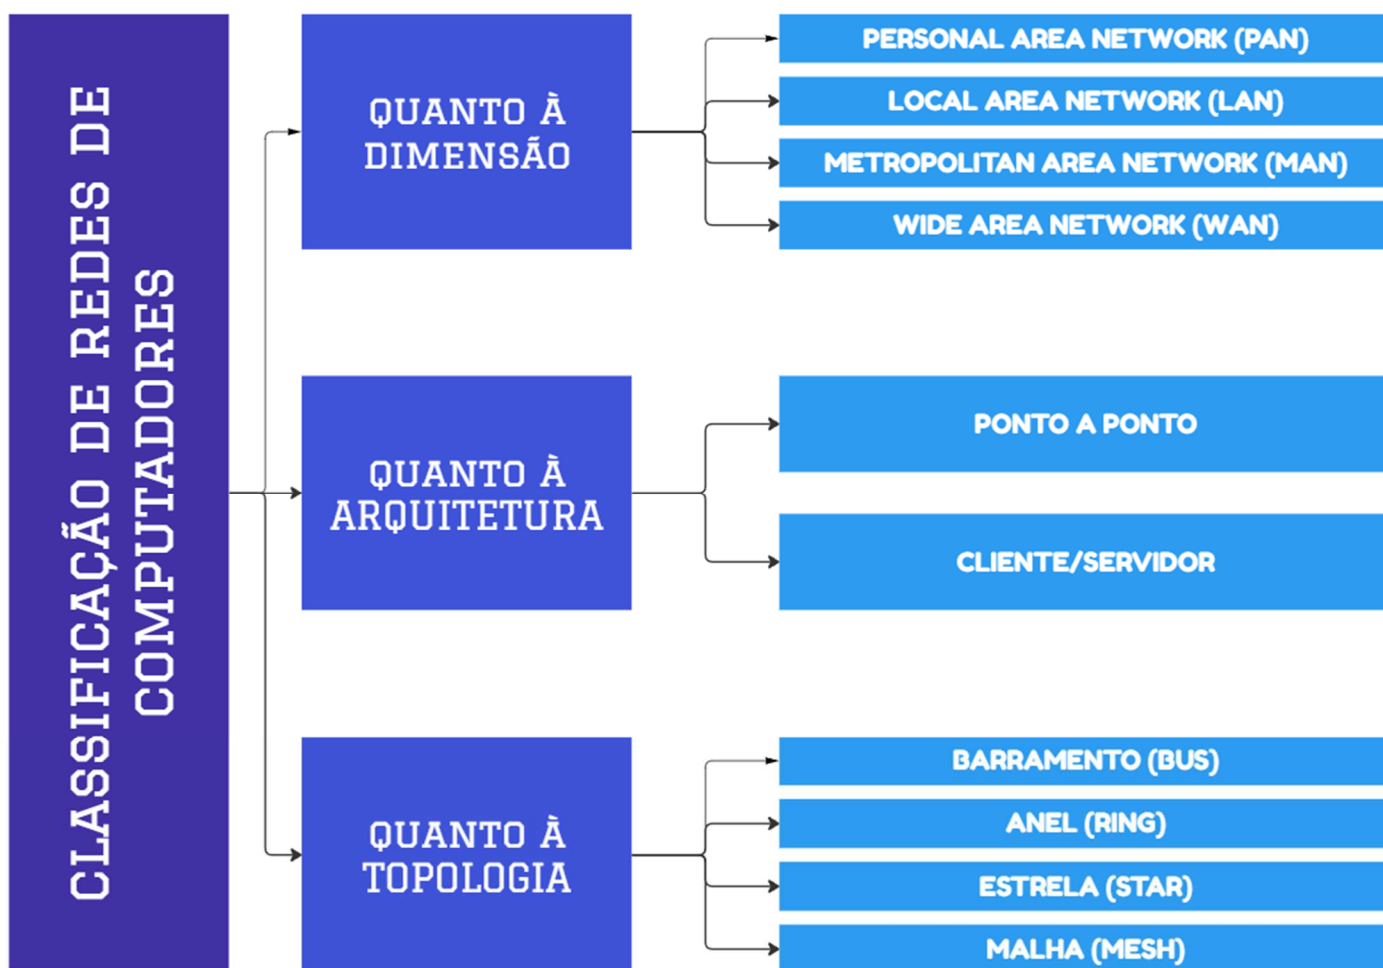 CLASSIFICAÇÃO DE REDES DE
COMPUTADORES
QUANTO À
DIMENSÃO
PERSONAL AREA NETWORK (PAN)
LOCAL AREA NETWORK (LAN)
METROPOLITAN AREA NETWORK (MAN)
WIDE AREA NETWORK (WAN)
QUANTO À
ARQUITETURA
PONTO A PONTO
CLIENTE/SERVIDOR
QUANTO À
TOPOLOGIA
BARRAMENTO (BUS)
ANEL (RING)
ESTRELA (STAR)
MALHA (MESH)